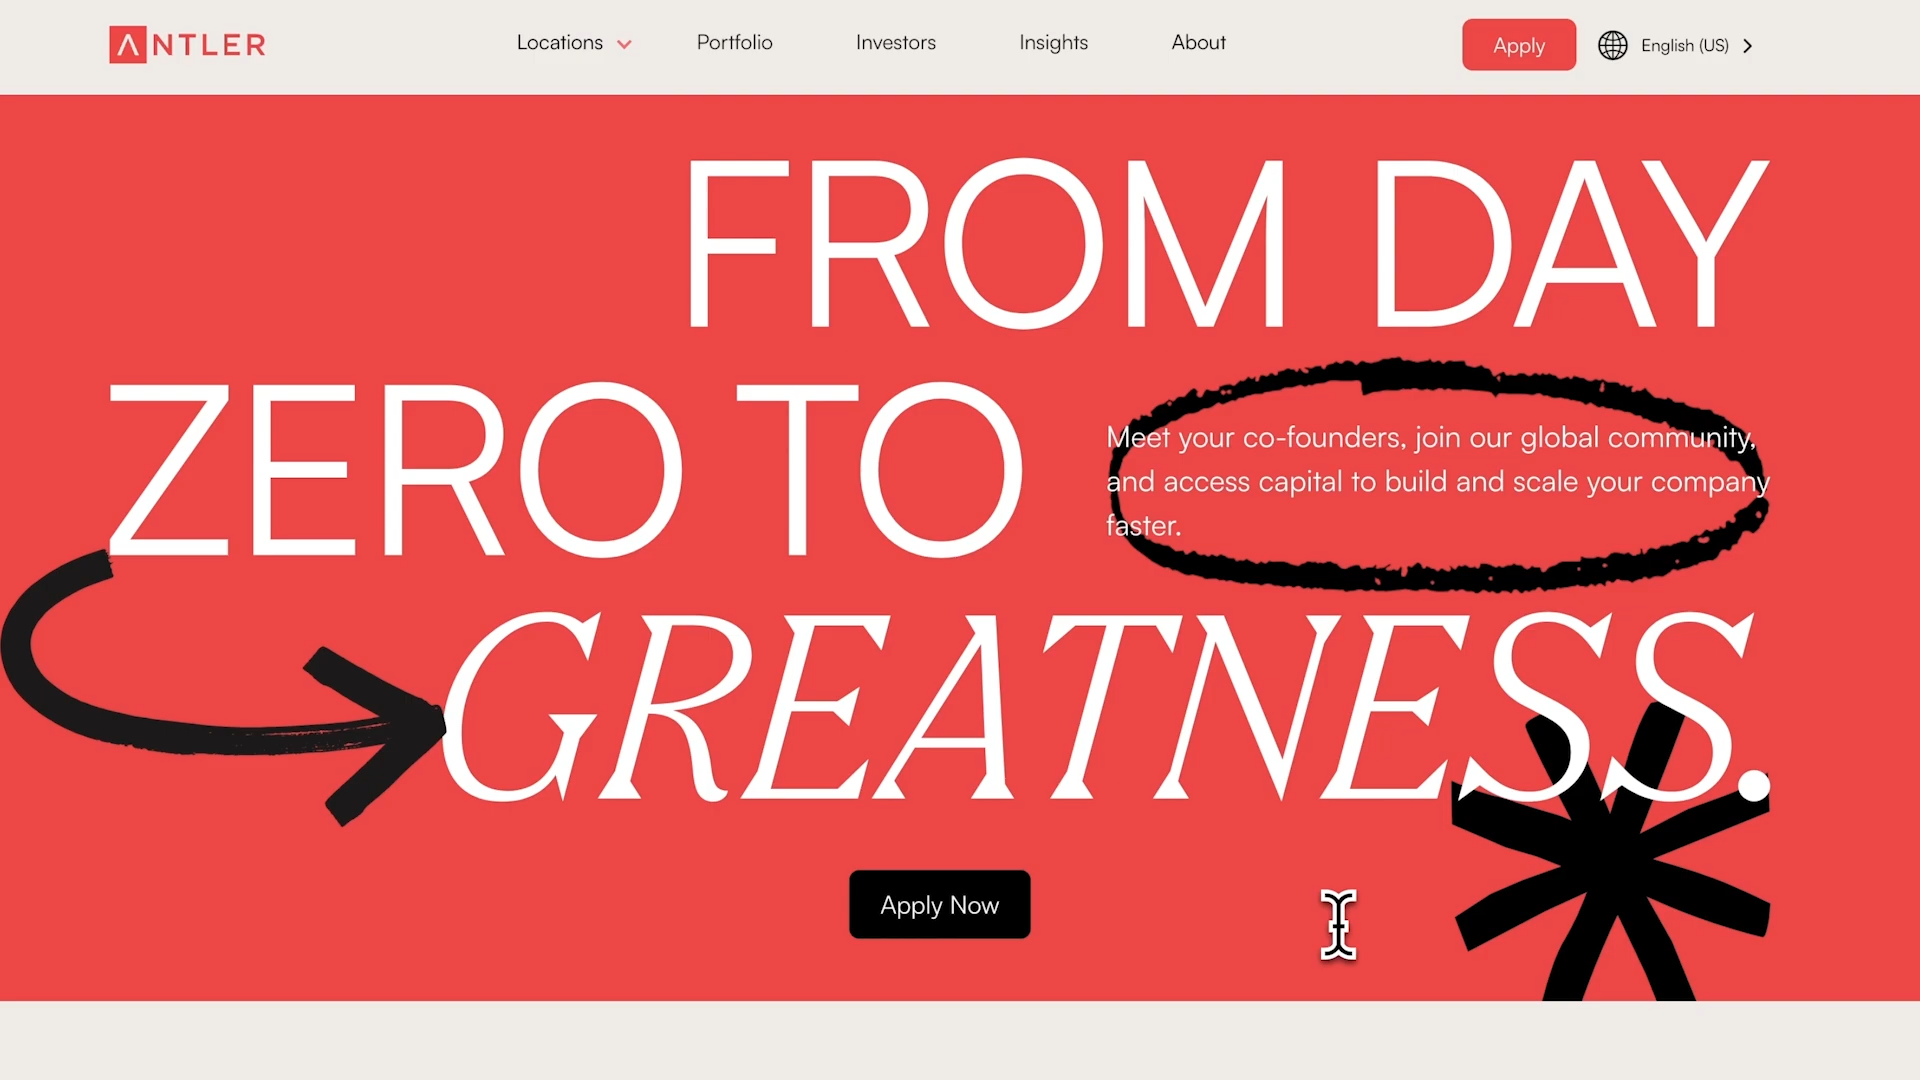 ANTLER
Locations
Portfolio
Investors
Insights
About
Apply
English (US)
FROM DAY
ZERO TO
Meet your co-founders, join our global community,
and access capital to build and scale your company
faster.
GREATNESS.
Apply Now